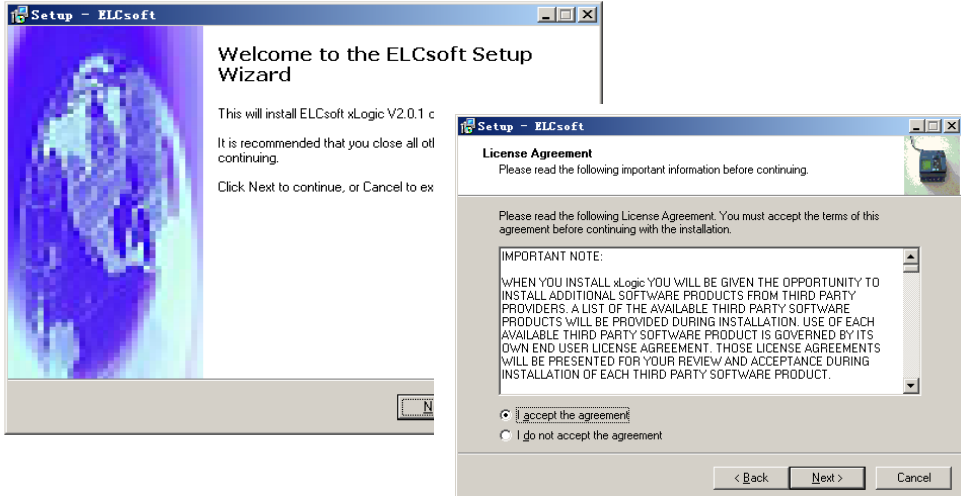 Setup - ELCsoft
Welcome to the ELCsoft Setup
Wizard
This will install ELCsoft xLogic V2.0.1
It is recommended that you close all
continuing.
Click Next to continue, or Cancel to
Setup - ELCsoft
License Agreement
Please read the following important information before continuing.
Please read the following License Agreement. You must accept the terms of this
agreement before continuing with the installation.
IMPORTANT NOTE:
WHEN YOU INSTALL xLogic YOU WILL BE GIVEN THE OPPORTUNITY TO
INSTALL ADDITIONAL SOFTWARE PRODUCTS FROM THIRD PARTY
PROVIDERS. A LIST OF THE AVAILABLE THIRD PARTY SOFTWARE
PRODUCTS WILL BE PROVIDED DURING INSTALLATION. USE OF EACH
AVAILABLE THIRD PARTY SOFTWARE PRODUCT IS GOVERNED BY ITS
OWN END USER LICENSE AGREEMENT. THOSE LICENSE AGREEMENTS
WILL BE PRESENTED FOR YOUR REVIEW AND ACCEPTANCE DURING
INSTALLATION OF EACH THIRD PARTY SOFTWARE PRODUCT.
I accept the agreement
I do not accept the agreement
< Back
Next >
Cancel